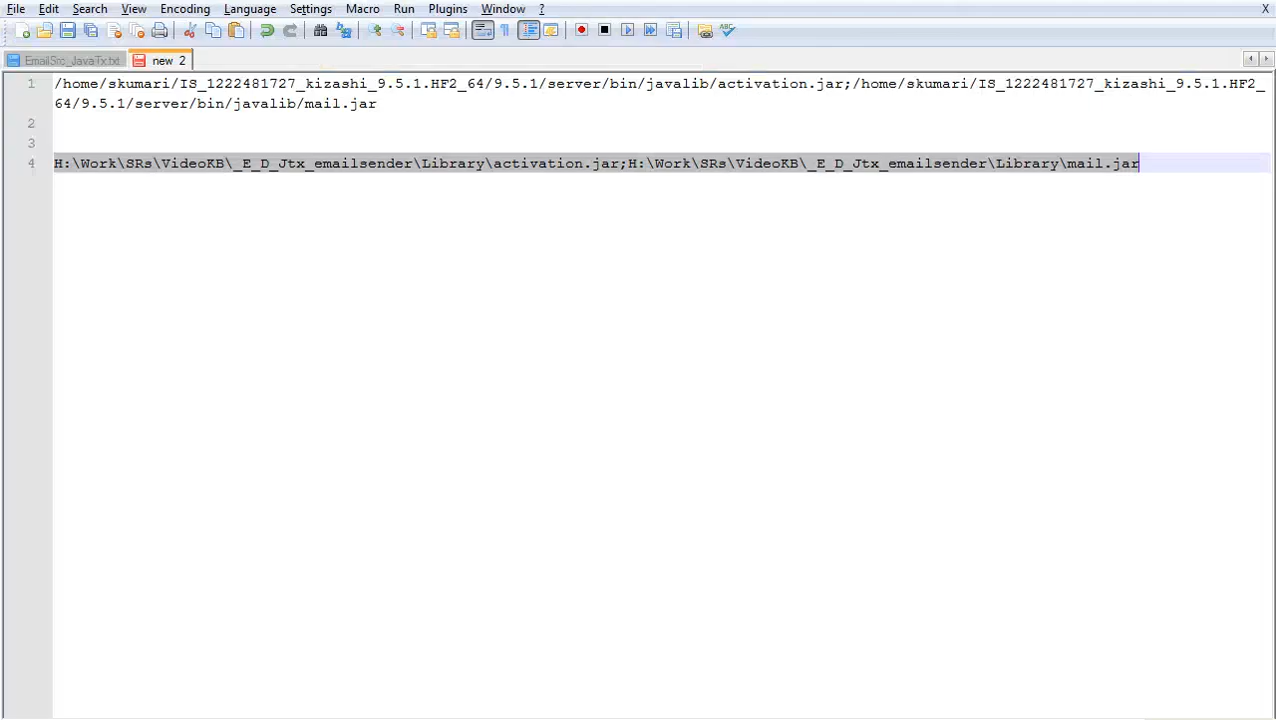 File Edit Search View Encoding Language Settings Macro Run Plugins Window ? X
EmailSrc_JavaTx.txt new 2
1 /home/skumari/IS_1222481727_kizashi_9.5.1.HF2_64/9.5.1/server/bin/javalib/activation.jar;/home/skumari/IS_1222481727_kizashi_9.5.1.HF2_
64/9.5.1/server/bin/javalib/mail.jar
2
3
4 H:\Work\SRs\VideoKB\_E_D_Jtx_emailsender\Library\activation.jar;H:\Work\SRs\VideoKB\_E_D_Jtx_emailsender\Library\mail.jar